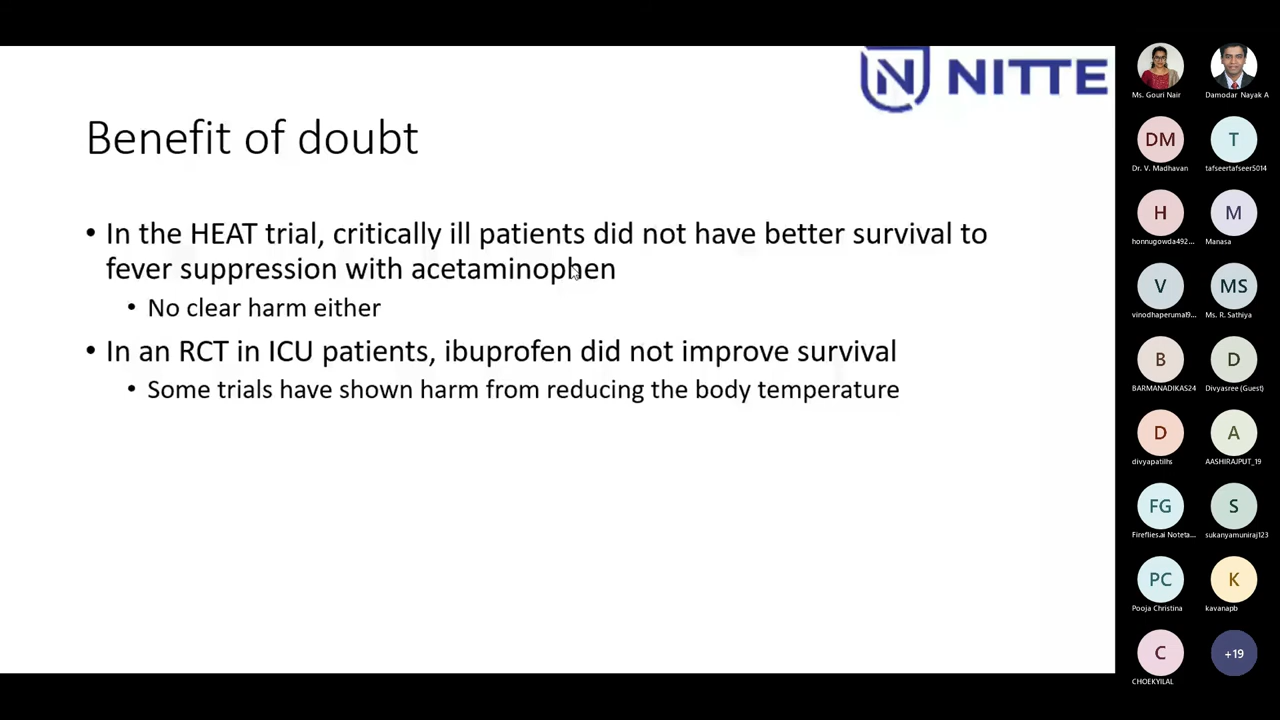 NITTE
Benefit of doubt
• In the HEAT trial, critically ill patients did not have better survival to
fever suppression with acetaminophen
• No clear harm either
• In an RCT in ICU patients, ibuprofen did not improve survival
• Some trials have shown harm from reducing the body temperature
Ms. Gouri Nair
Damodar Nayak A
DM
T
Dr. V. Madhavan
tafseertafseer5014
H
M
honnugowda492...
Manasa
V
MS
vinodhaperumal9...
Ms. R. Sathiya
B
D
BARMANADIKAS24
Divyasree (Guest)
D
A
divyapatilhs
AASHIRAJPUT_19
FG
S
Fireflies.ai Noteta...
sukanyamuniraj123
PC
K
Pooja Christina
kavanapb
C
+19
CHOEKYILAL